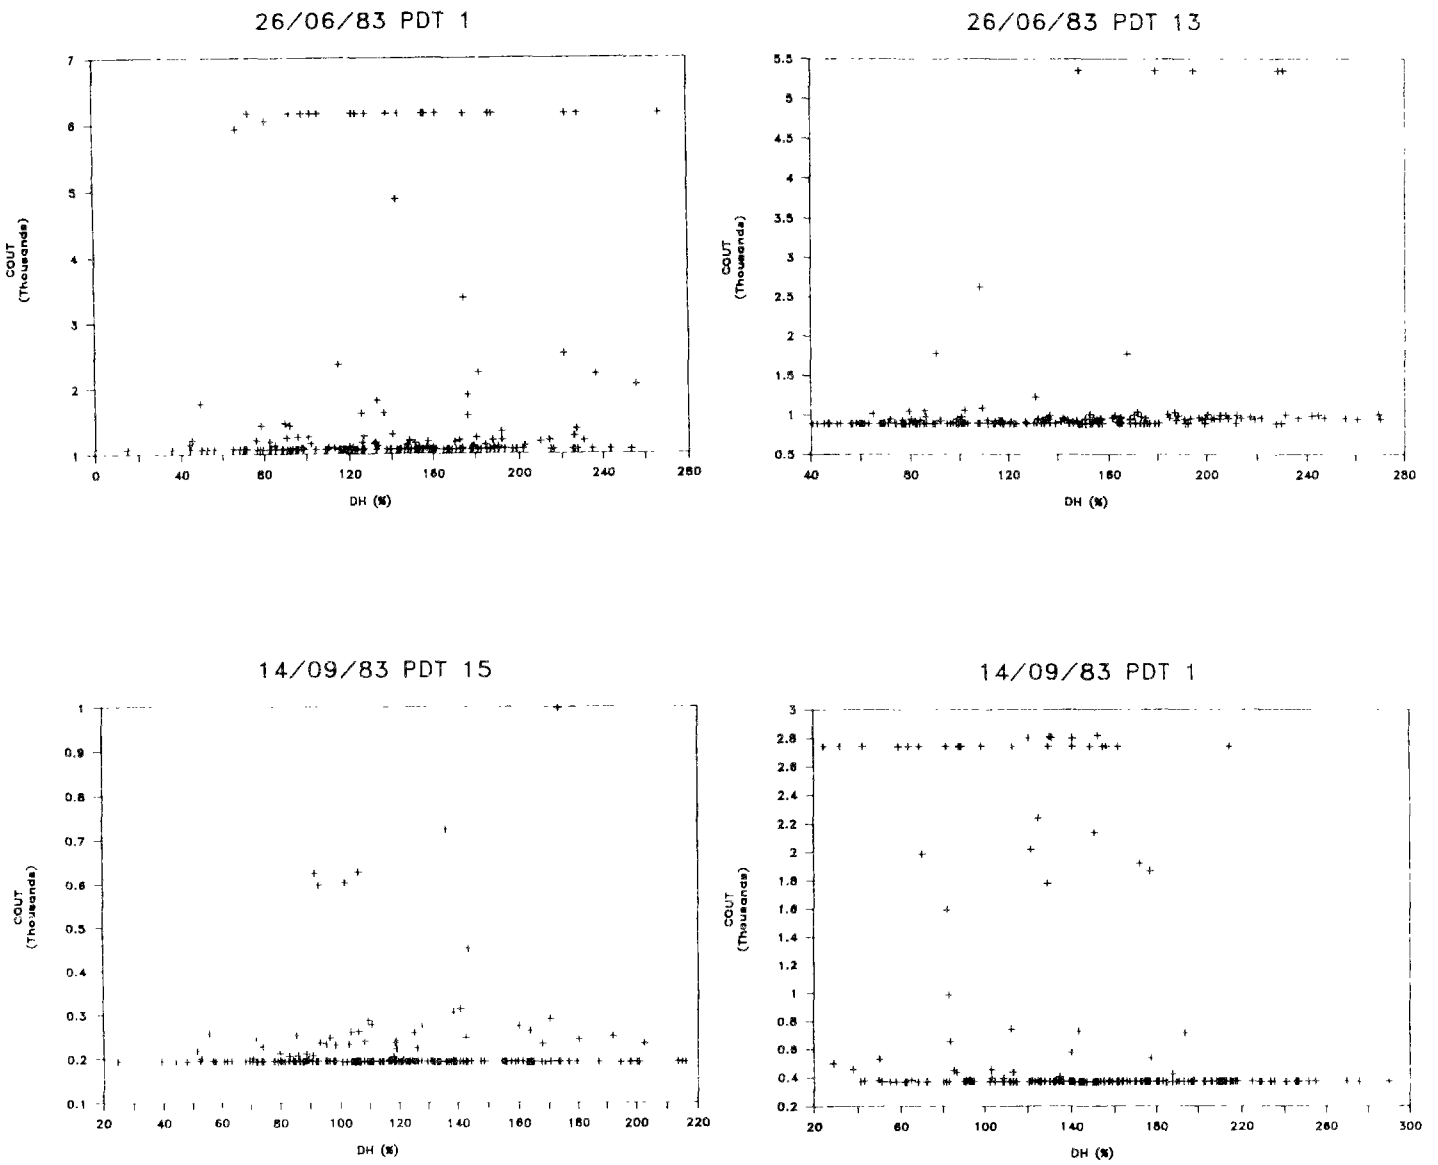 26/06/83 PDT 1
7
6
5
4
3
2
1
COUT
(Thousands)
0 40 80 120 160 200 240 280
DH (%)
26/06/83 PDT 13
5.5
5
4.5
4
3.5
3
2.5
2
1.5
1
0.5
COUT
(Thousands)
40 80 120 160 200 240 280
DH (%)
14/09/83 PDT 15
1
0.9
0.8
0.7
0.6
0.5
0.4
0.3
0.2
0.1
COUT
(Thousands)
20 40 60 80 100 120 140 160 180 200 220
DH (%)
14/09/83 PDT 1
3
2.8
2.6
2.4
2.2
2
1.8
1.6
1.4
1.2
1
0.8
0.6
0.4
0.2
COUT
(Thousands)
20 60 100 140 180 220 260 300
DH (%)